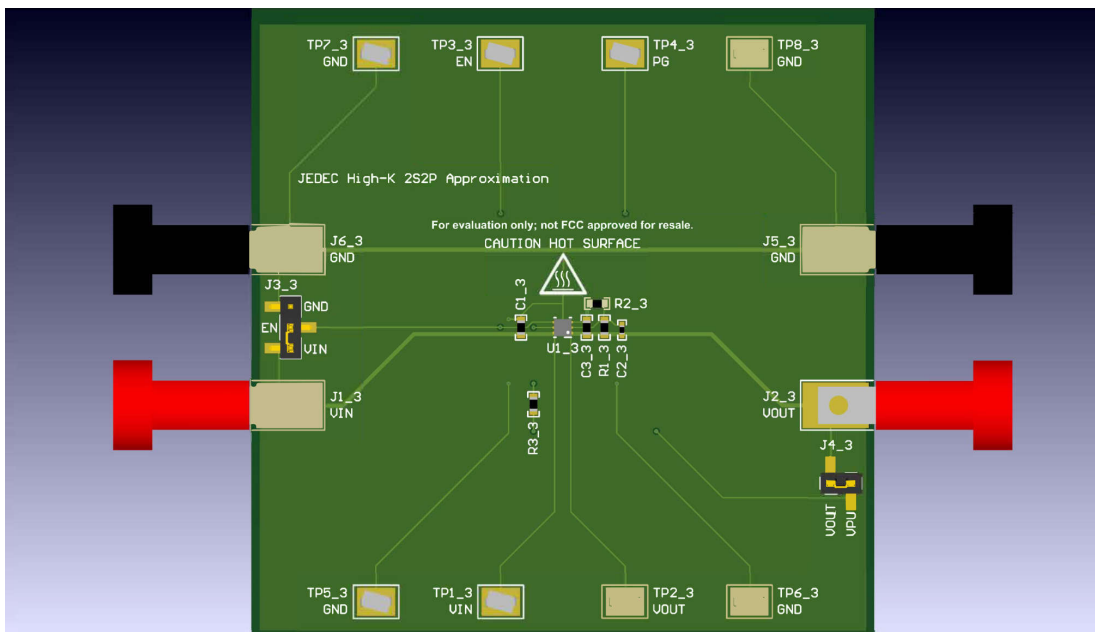 TP7_3
GND
TP3_3
EN
TP4_3
PG
TP8_3
GND
JEDEC High-K 2S2P Approximation
For evaluation only; not FCC approved for resale.
CAUTION HOT SURFACE
J6_3
GND
J5_3
GND
J3_3
GND
EN
VIN
C1_3
R2_3
U1_3
C3_3
R1_3
C2_3
J1_3
VIN
J2_3
VOUT
R3_3
J4_3
VOUT
VPU
TP5_3
GND
TP1_3
VIN
TP2_3
VOUT
TP6_3
GND